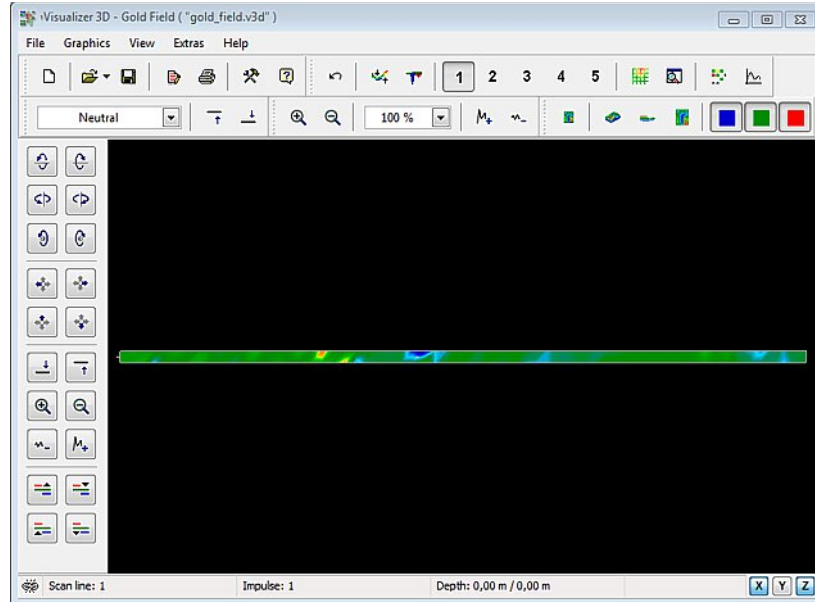 Visualizer 3D - Gold Field ( "gold_field.v3d" )
File Graphics View Extras Help
1 2 3 4 5
Neutral 100 %
Scan line: 1 Impulse: 1 Depth: 0,00 m / 0,00 m X Y Z